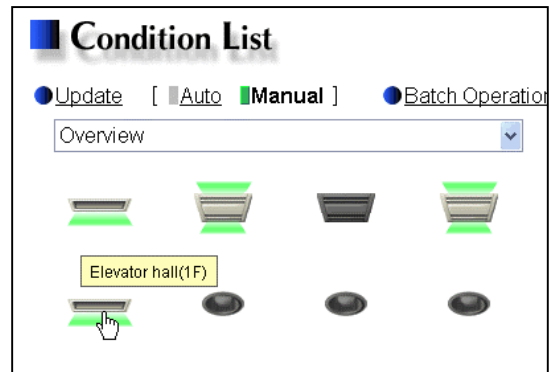 Condition List
Update [ Auto Manual ] Batch Operation
Overview
Elevator hall(1F)